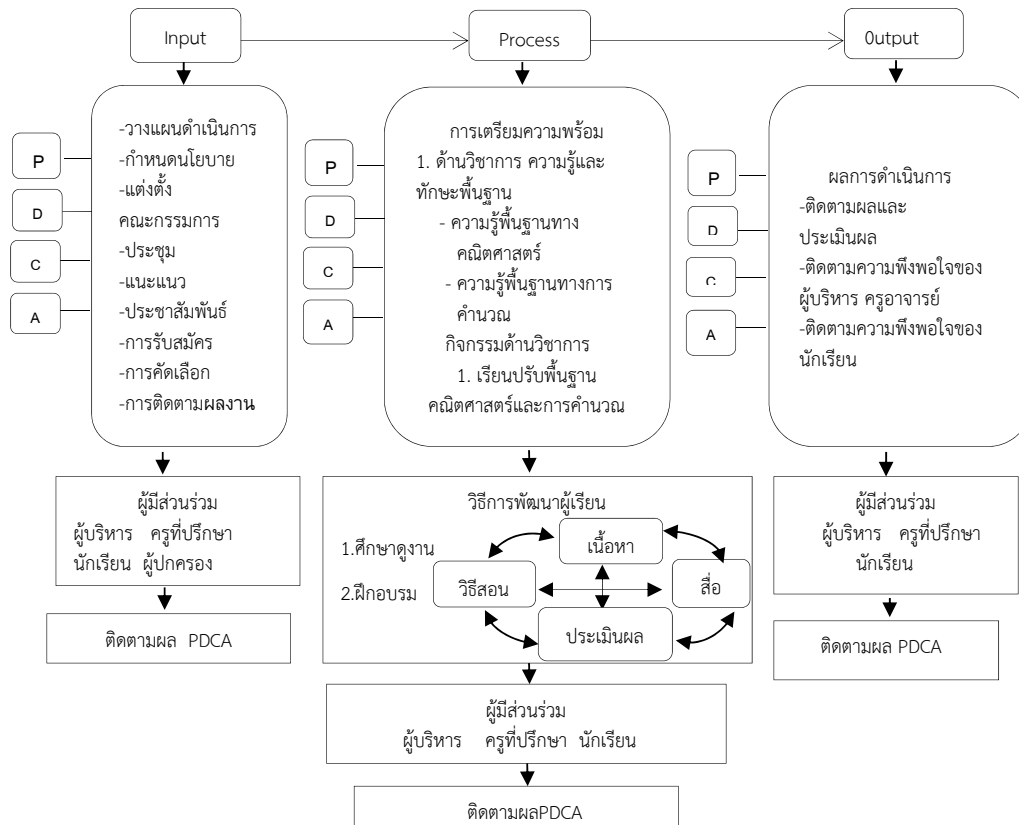 Input
Process
0utput
P
D
C
A
-วางแผนดำเนินการ
-กำหนดนโยบาย
-แต่งตั้ง
คณะกรรมการ
-ประชุม
-แนะแนว
-ประชาสัมพันธ์
-การรับสมัคร
-การคัดเลือก
-การติดตามผลงาน
ผู้มีส่วนร่วม
ผู้บริหาร ครูที่ปรึกษา
นักเรียน ผู้ปกครอง
ติดตามผล PDCA
P
D
C
A
การเตรียมความพร้อม
1. ด้านวิชาการ ความรู้และ
ทักษะพื้นฐาน
- ความรู้พื้นฐานทาง
คณิตศาสตร์
- ความรู้พื้นฐานทางการ
คำนวณ
กิจกรรมด้านวิชาการ
1. เรียนปรับพื้นฐาน
คณิตศาสตร์และการคำนวณ
วิธีการพัฒนาผู้เรียน
1.ศึกษาดูงาน
2.ฝึกอบรม
เนื้อหา
วิธีสอน
สื่อ
ประเมินผล
ผู้มีส่วนร่วม
ผู้บริหาร ครูที่ปรึกษา นักเรียน
ติดตามผลPDCA
P
D
C
A
ผลการดำเนินการ
-ติดตามผลและ
ประเมินผล
-ติดตามความพึงพอใจของ
ผู้บริหาร ครูอาจารย์
-ติดตามความพึงพอใจของ
นักเรียน
ผู้มีส่วนร่วม
ผู้บริหาร ครูที่ปรึกษา
นักเรียน
ติดตามผล PDCA